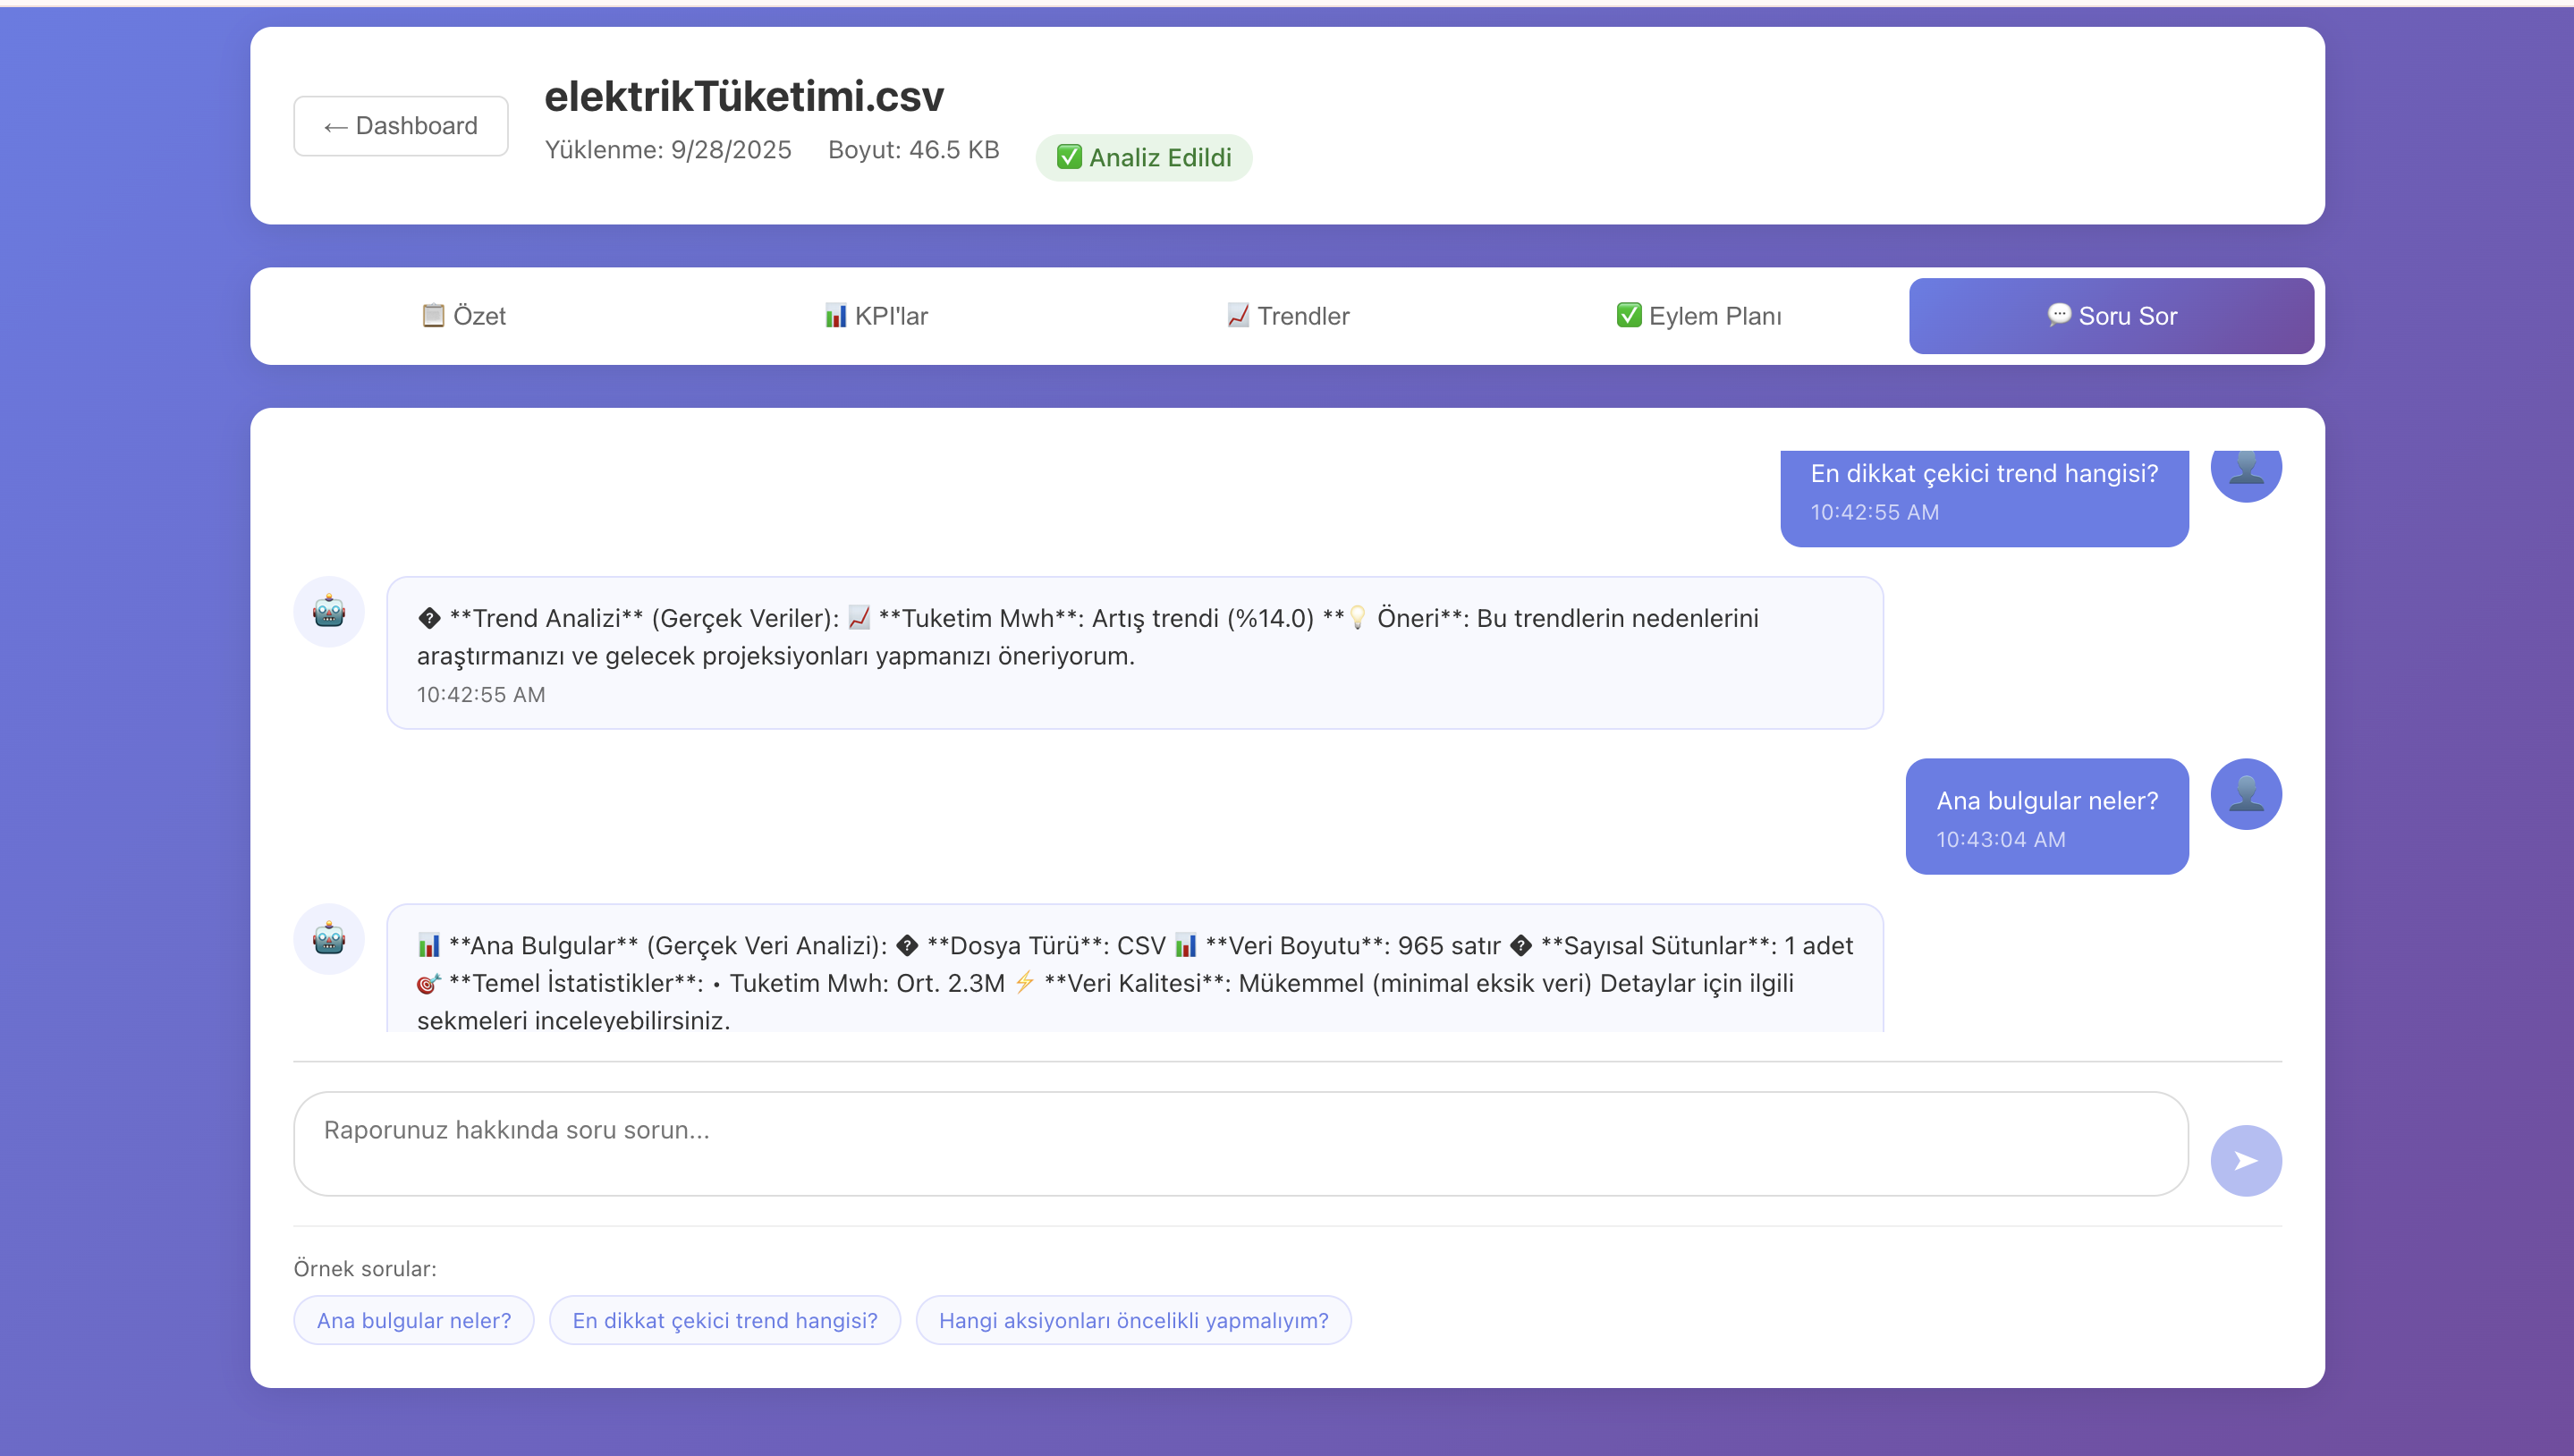 ← Dashboard
elektrikTüketimi.csv
Yüklenme: 9/28/2025 Boyut: 46.5 KB ✅ Analiz Edildi
📋 Özet 📊 KPI'lar 📈 Trendler ✅ Eylem Planı 💬 Soru Sor
En dikkat çekici trend hangisi?
10:42:55 AM
� **Trend Analizi** (Gerçek Veriler): 📈 **Tuketim Mwh**: Artış trendi (%14.0) **💡 Öneri**: Bu trendlerin nedenlerini
araştırmanızı ve gelecek projeksiyonları yapmanızı öneriyorum.
10:42:55 AM
Ana bulgular neler?
10:43:04 AM
📊 **Ana Bulgular** (Gerçek Veri Analizi): � **Dosya Türü**: CSV 📊 **Veri Boyutu**: 965 satır � **Sayısal Sütunlar**: 1 adet
🎯 **Temel İstatistikler**: • Tuketim Mwh: Ort. 2.3M ⚡ **Veri Kalitesi**: Mükemmel (minimal eksik veri) Detaylar için ilgili
sekmeleri inceleyebilirsiniz.
Raporunuz hakkında soru sorun...
Örnek sorular:
Ana bulgular neler? En dikkat çekici trend hangisi? Hangi aksiyonları öncelikli yapmalıyım?